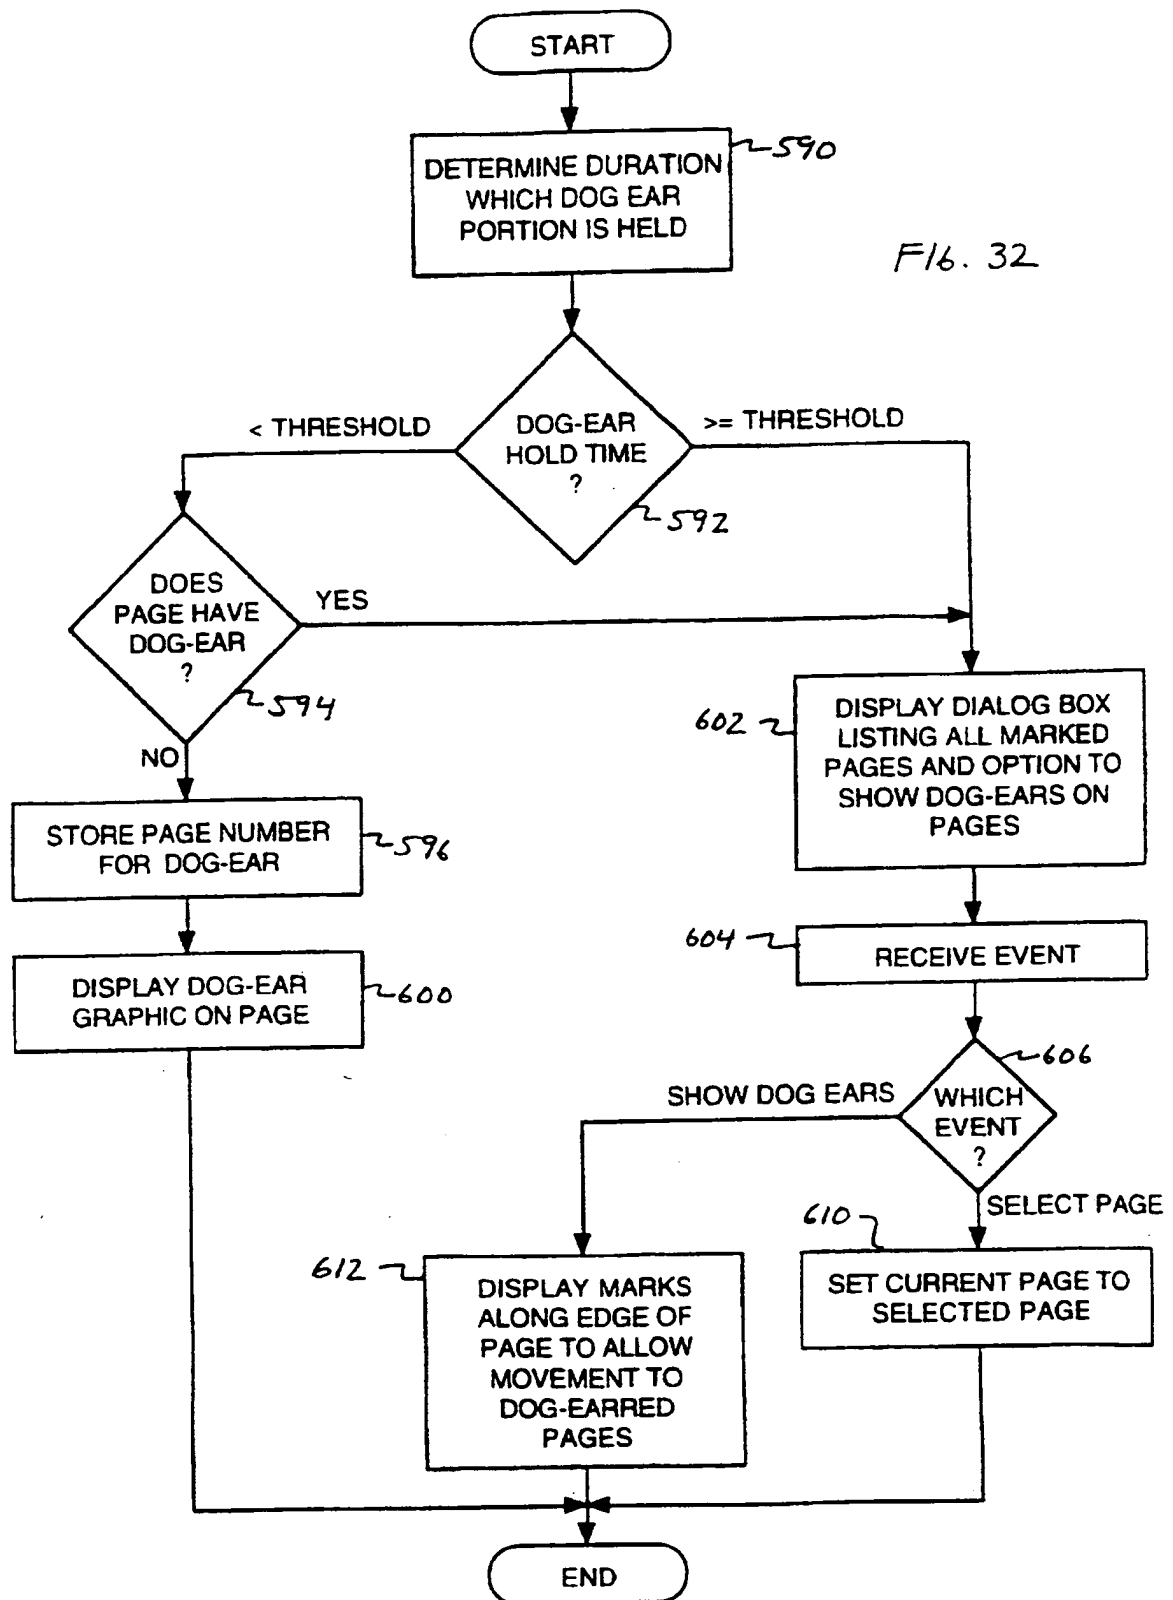 START
DETERMINE DURATION
WHICH DOG EAR
PORTION IS HELD
590
FIG. 32
< THRESHOLD
DOG-EAR
HOLD TIME
?
>= THRESHOLD
592
DOES
PAGE HAVE
DOG-EAR
?
YES
594
NO
602
DISPLAY DIALOG BOX
LISTING ALL MARKED
PAGES AND OPTION TO
SHOW DOG-EARS ON
PAGES
STORE PAGE NUMBER
FOR DOG-EAR
596
604
RECEIVE EVENT
DISPLAY DOG-EAR
GRAPHIC ON PAGE
600
606
SHOW DOG EARS
WHICH
EVENT
?
SELECT PAGE
610
612
DISPLAY MARKS
ALONG EDGE OF
PAGE TO ALLOW
MOVEMENT TO
DOG-EARRED
PAGES
SET CURRENT PAGE TO
SELECTED PAGE
END